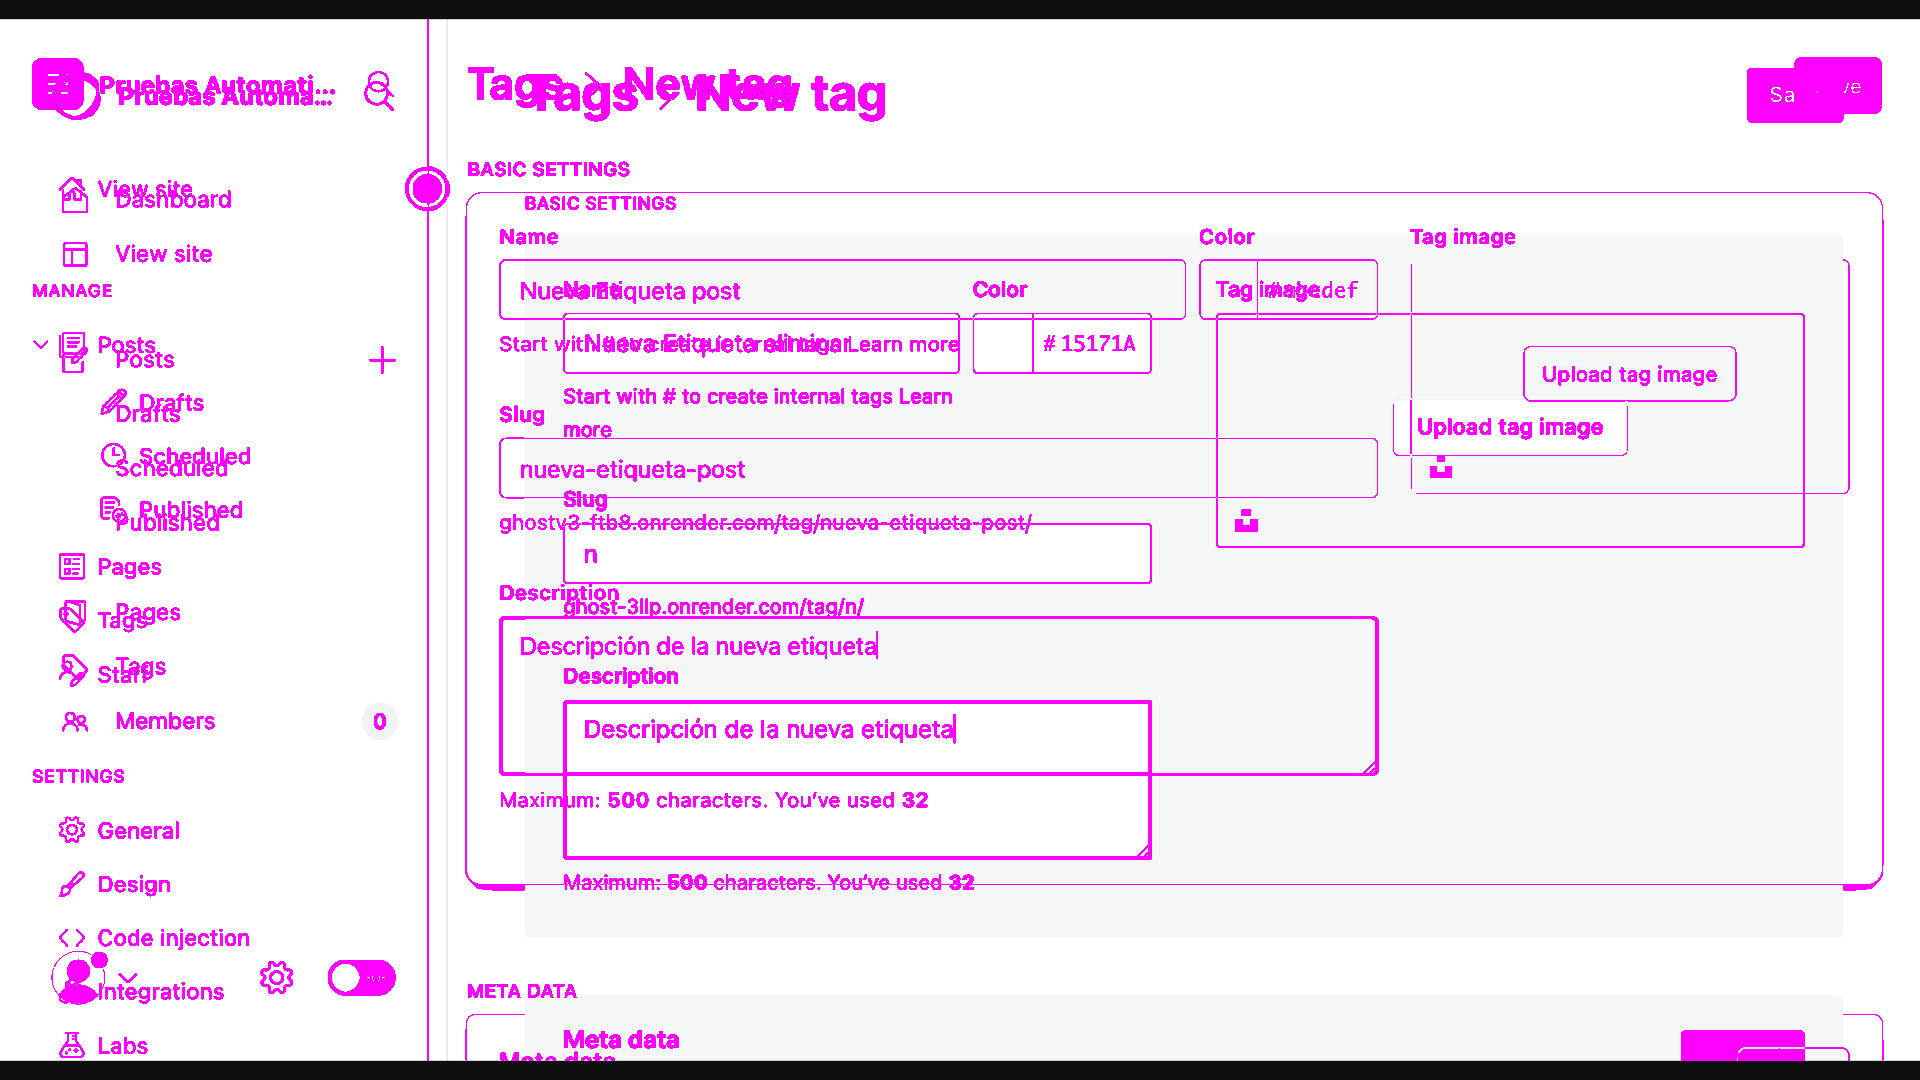 Pruebas Automati...
Pruebas Automa...
Tags > New tag
Tags > New tag
Sa
ve
BASIC SETTINGS
BASIC SETTINGS
View site
Dashboard
View site
MANAGE
Posts
Posts
Drafts
Drafts
Scheduled
Scheduled
Published
Published
Pages
Pages
Tags
Tags
Staff
Members
0
SETTINGS
General
Design
Code injection
Integrations
Labs
Name
Color
Tag image
Nueva Etiqueta post
Name
Color
Tag image
#abcdef
Nueva Etiqueta eliminar
# 15171A
Start with # to create internal tags Learn more
Upload tag image
Start with # to create internal tags Learn
more
Upload tag image
Slug
nueva-etiqueta-post
Slug
ghostv3-ftb8.onrender.com/tag/nueva-etiqueta-post/
n
Description
ghost-3llp.onrender.com/tag/n/
Descripción de la nueva etiqueta
Description
Descripción de la nueva etiqueta
Maximum: 500 characters. You've used 32
Maximum: 500 characters. You've used 32
META DATA
Meta data
Meta data